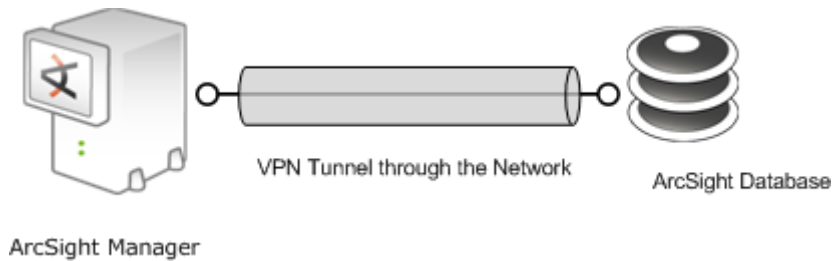 VPN Tunnel through the Network
ArcSight Database
ArcSight Manager